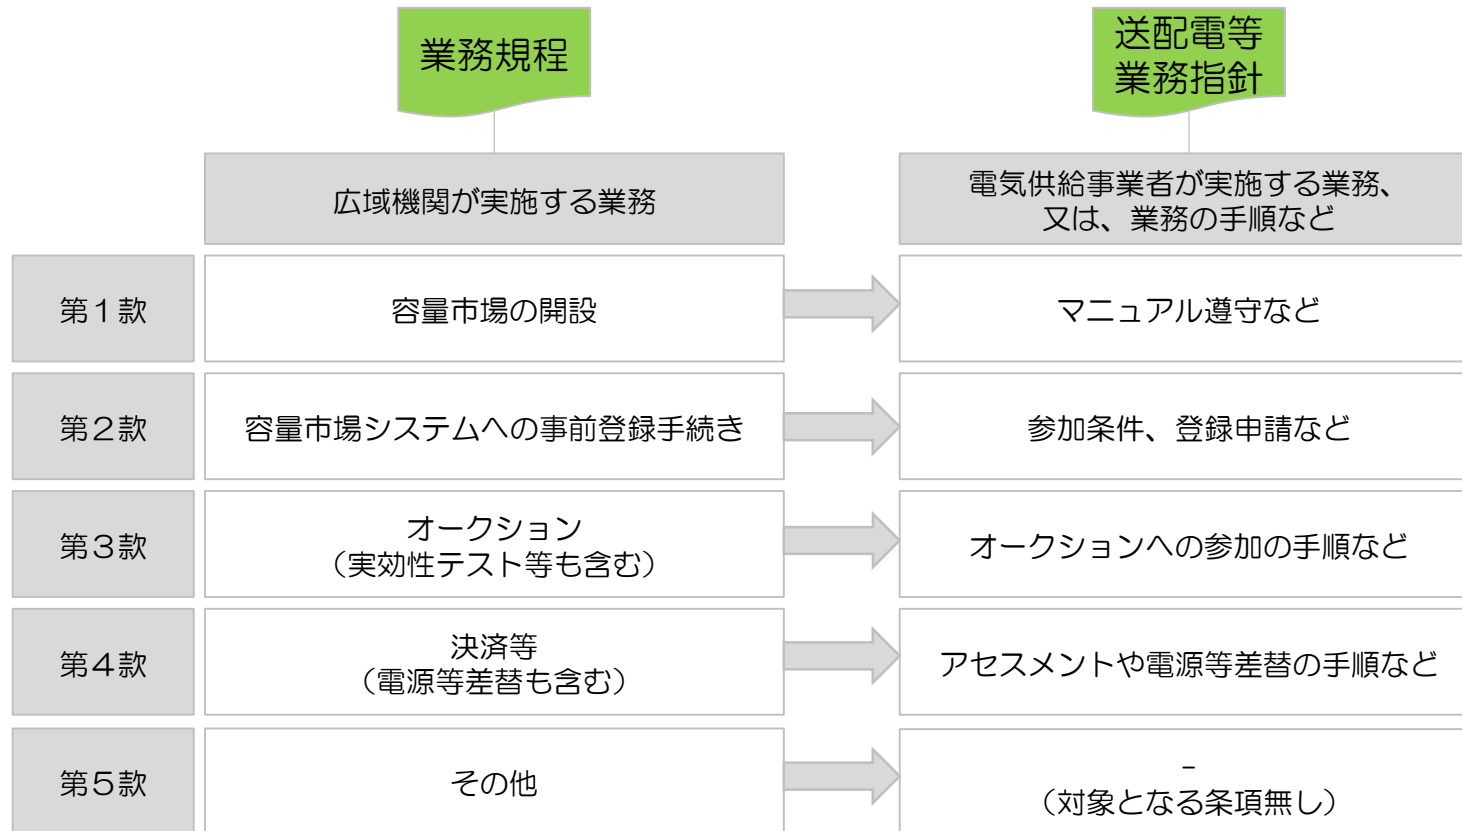 業務規程
送配電等
業務指針
広域機関が実施する業務
電気供給事業者が実施する業務、
又は、業務の手順など
第１款
容量市場の開設
マニュアル遵守など
第２款
容量市場システムへの事前登録手続き
参加条件、登録申請など
第３款
オークション
（実効性テスト等も含む）
オークションへの参加の手順など
第４款
決済等
（電源等差替も含む）
アセスメントや電源等差替の手順など
第５款
その他
－
（対象となる条項無し）